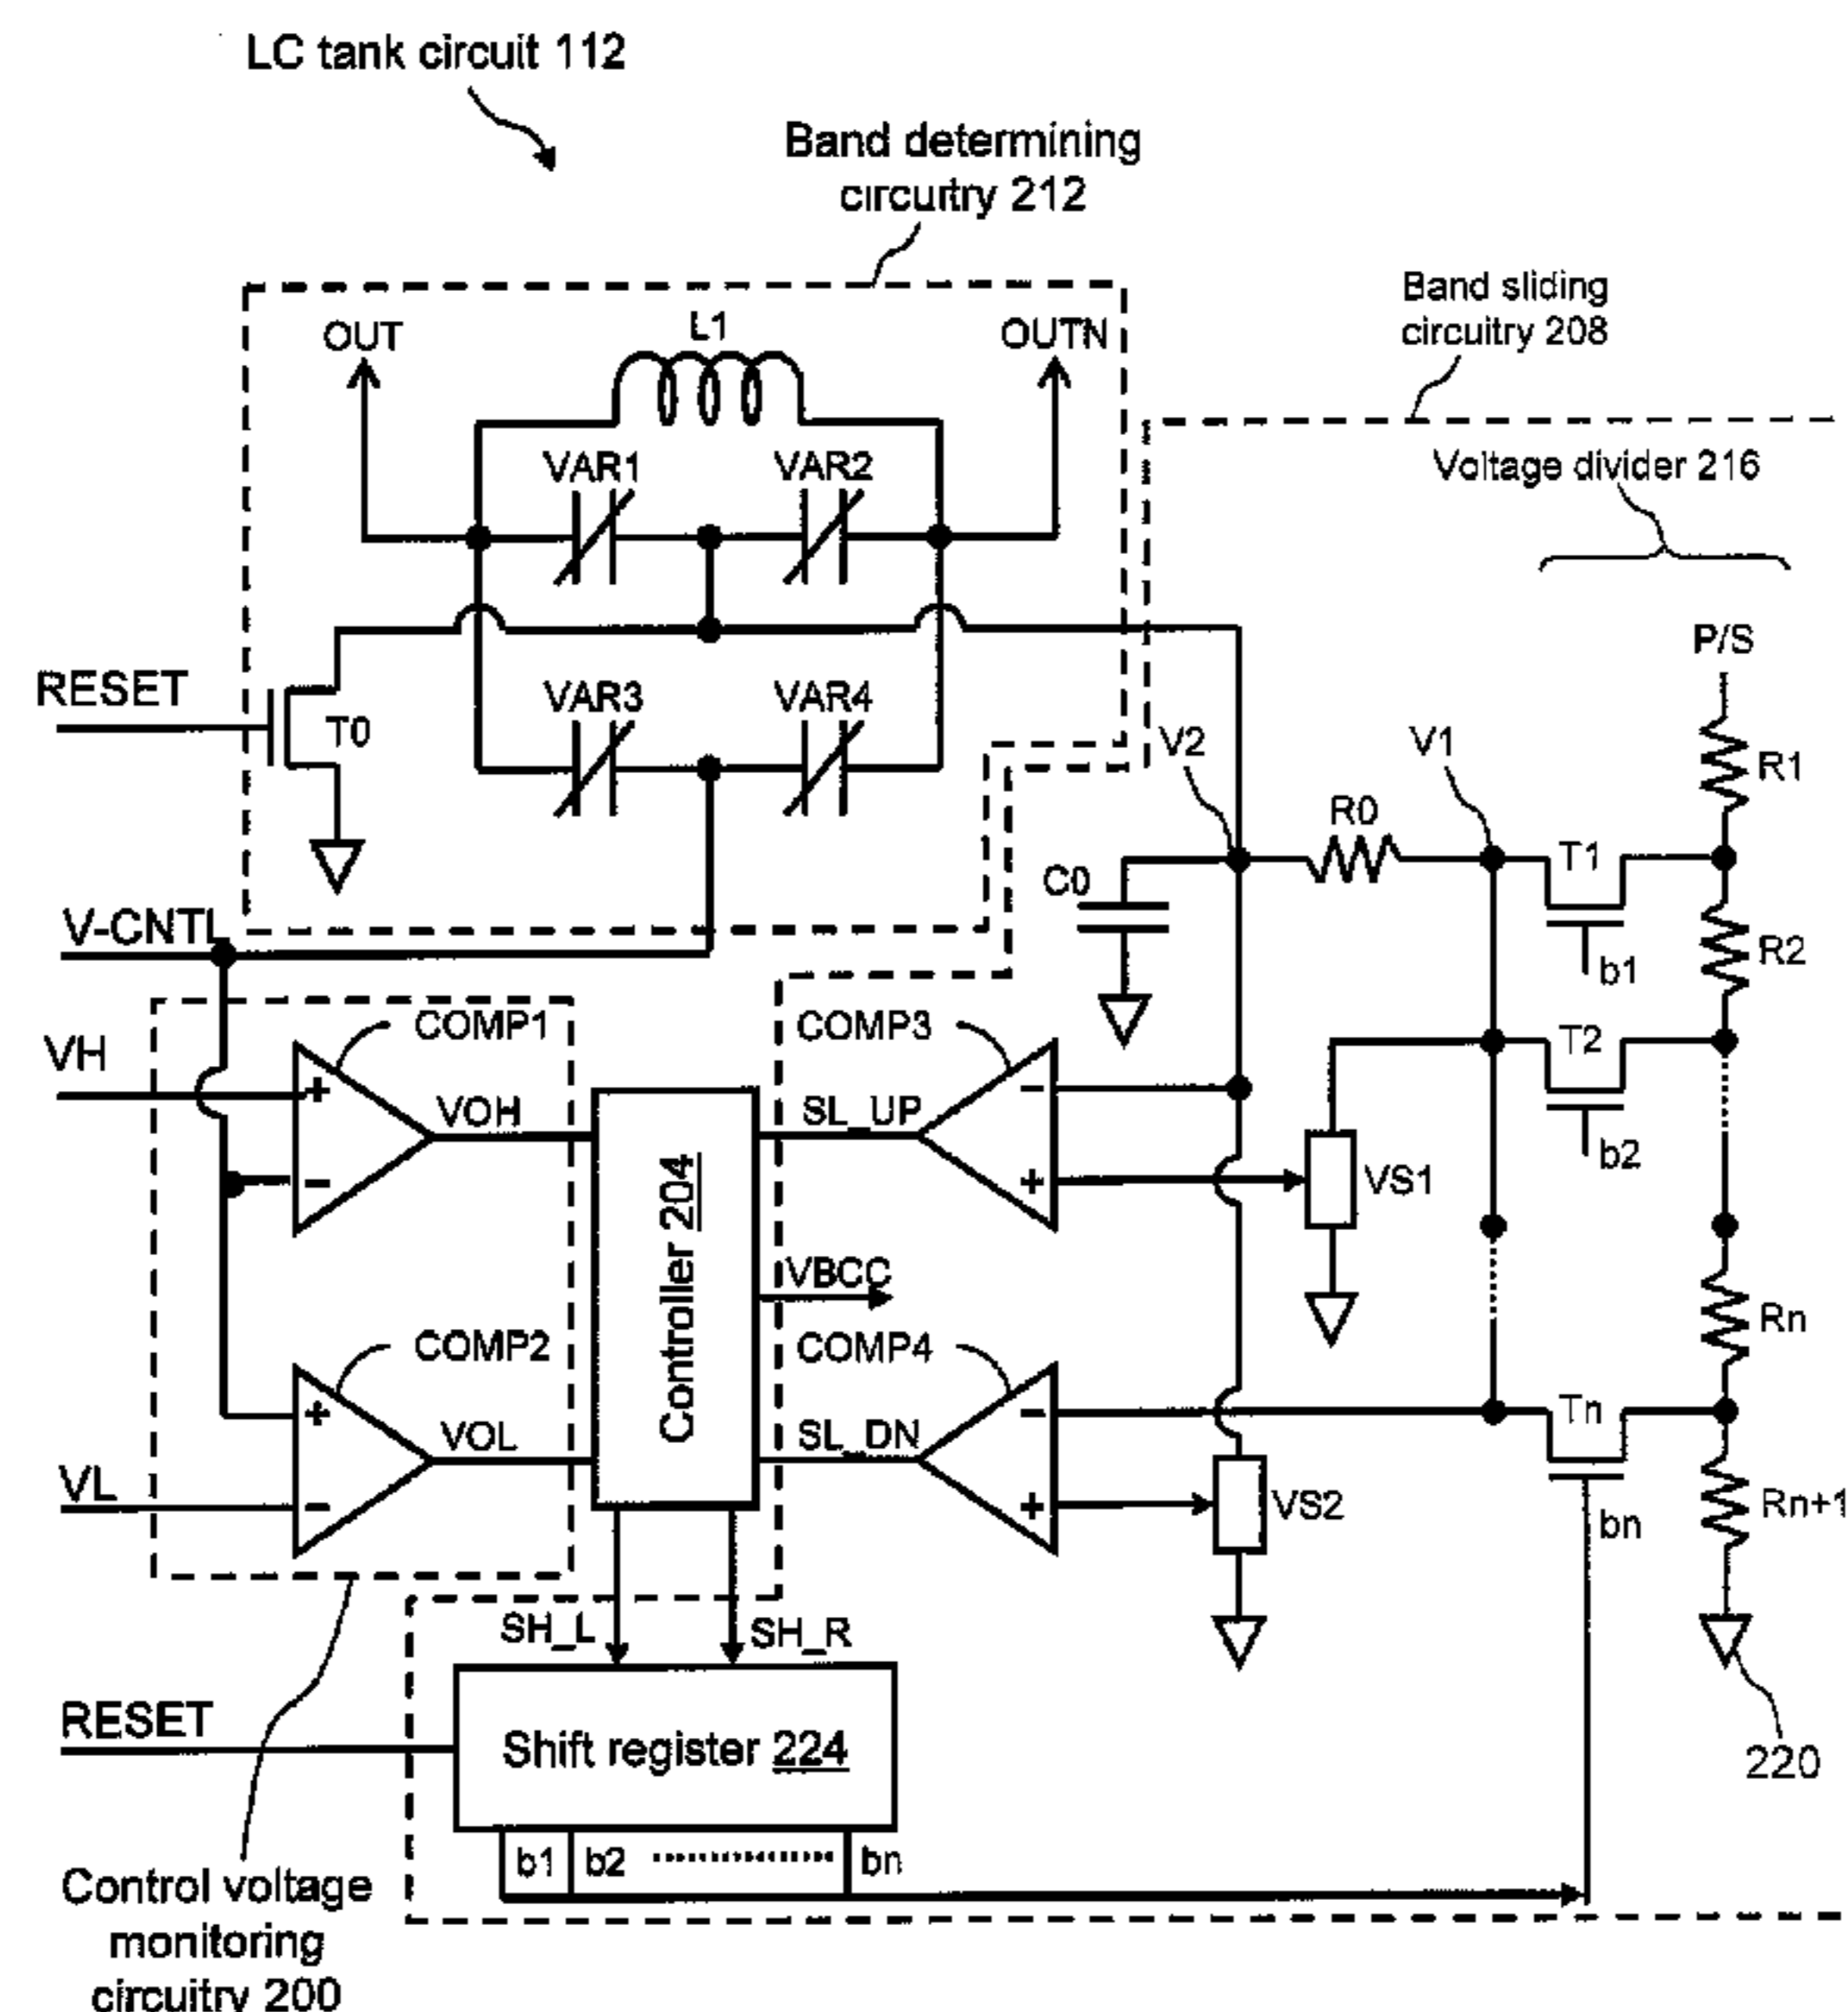 LC tank circuit 112
Band determining
circuitry 212
Band sliding
circuitry 208
OUT
L1
OUTN
Voltage divider 216
VAR1
VAR2
P/S
RESET
T0
VAR3
VAR4
V2
V1
R1
R0
T1
C0
b1
R2
V-CNTL
COMP1
COMP3
T2
VH
+
-
VOH
SL_UP
b2
-
+
VS1
Controller 204
VBCC
Rn
COMP2
COMP4
+
-
Tn
VOL
SL_DN
VL
-
+
VS2
bn
Rn+1
SH_L
SH_R
RESET
Shift register 224
220
b1
b2
bn
Control voltage
monitoring
circuitry 200